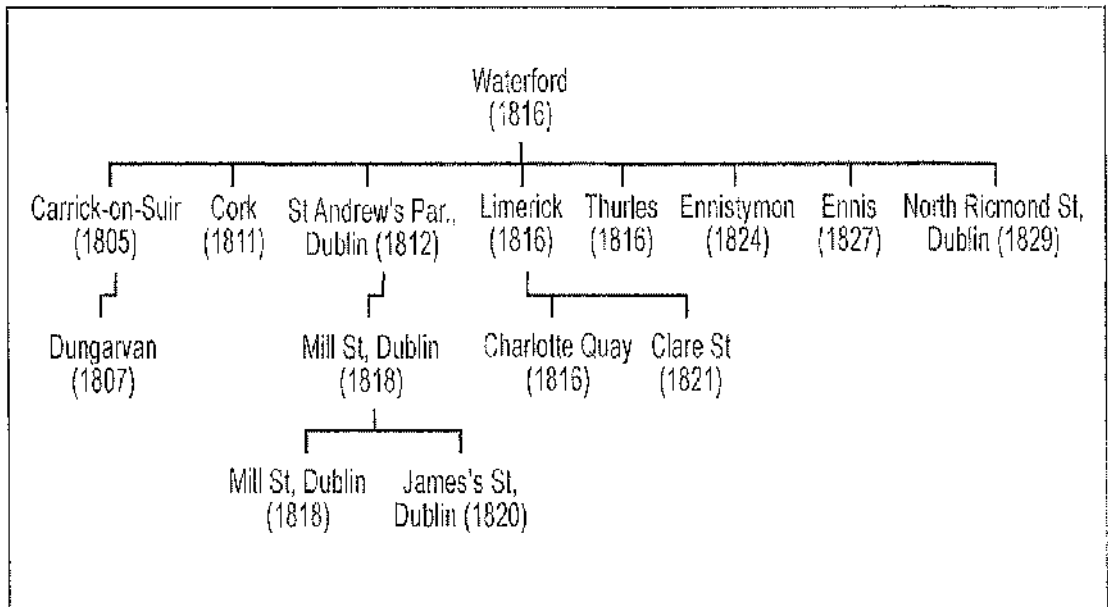 Waterford
(1816)
Carrick-on-Suir
(1805)
Cork
(1811)
St Andrew's Par.,
Dublin (1812)
Limerick
(1816)
Thurles
(1816)
Ennistymon
(1824)
Ennis
(1827)
North Ricmond St,
Dublin (1829)
Dungarvan
(1807)
Mill St, Dublin
(1818)
Charlotte Quay
(1816)
Clare St
(1821)
Mill St, Dublin
(1818)
James's St,
Dublin (1820)